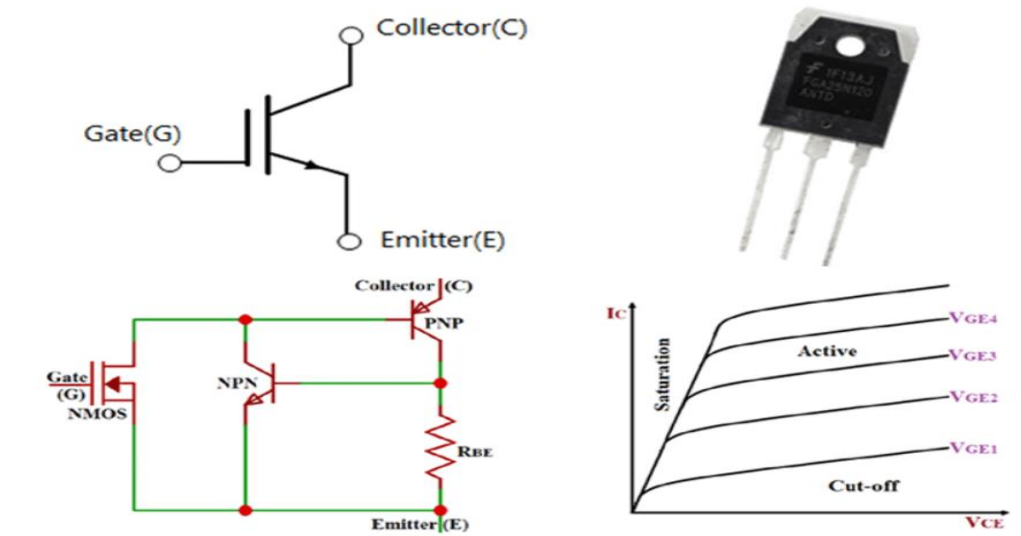 Collector(C)
Gate(G)
Emitter(E)
1F13AJ
FGA25N120
ANTD
Collector (C)
PNP
NPN
Gate
(G)
NMOS
RBE
Emitter (E)
IC
Saturation
Active
VGE4
VGE3
VGE2
VGE1
Cut-off
VCE